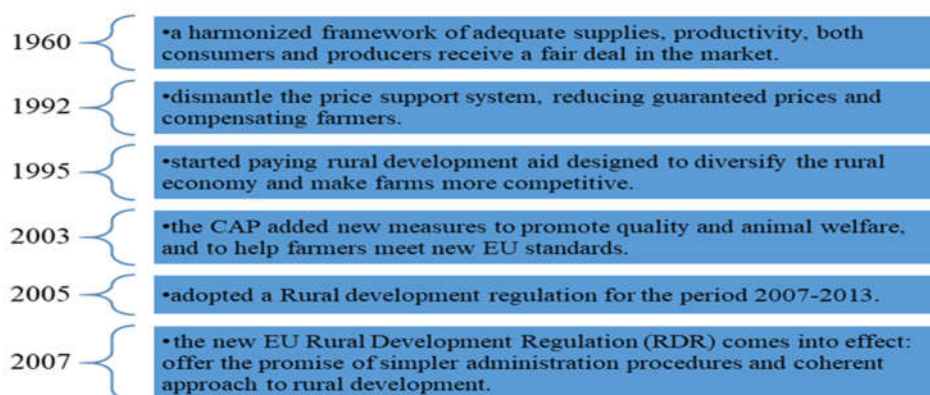 1960
•a harmonized framework of adequate supplies, productivity, both
consumers and producers receive a fair deal in the market.
1992
•dismantle the price support system, reducing guaranteed prices and
compensating farmers.
1995
•started paying rural development aid designed to diversify the rural
economy and make farms more competitive.
2003
•the CAP added new measures to promote quality and animal welfare,
and to help farmers meet new EU standards.
2005
•adopted a Rural development regulation for the period 2007-2013.
2007
•the new EU Rural Development Regulation (RDR) comes into effect:
offer the promise of simpler administration procedures and coherent
approach to rural development.